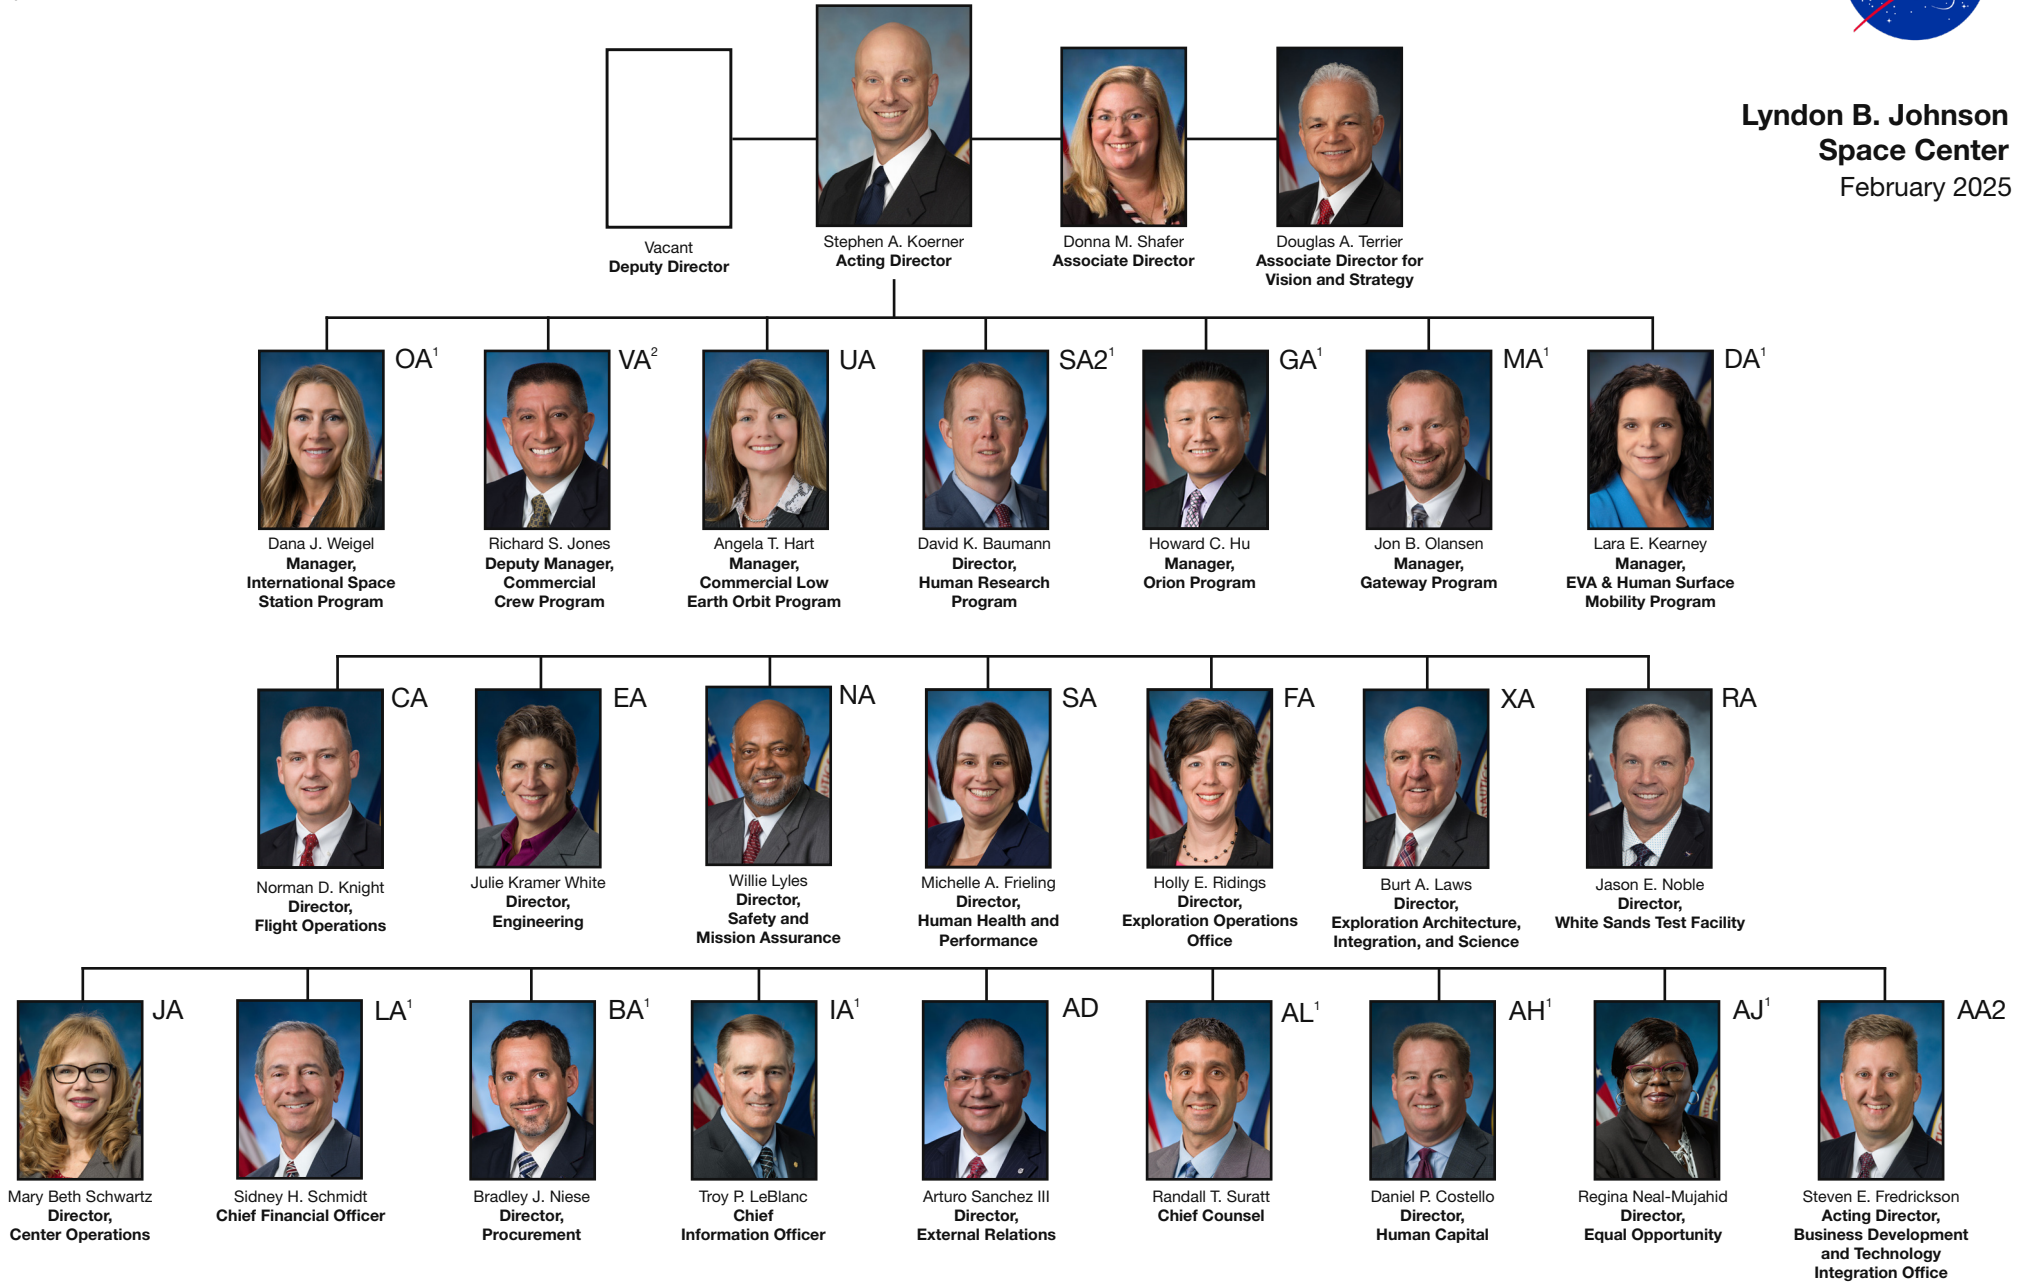 Lyndon B. Johnson
Space Center
February 2025
Vacant
Deputy Director
Stephen A. Koerner
Acting Director
Donna M. Shafer
Associate Director
Douglas A. Terrier
Associate Director for
Vision and Strategy
OA¹
Dana J. Weigel
Manager,
International Space
Station Program
VA²
Richard S. Jones
Deputy Manager,
Commercial
Crew Program
UA
Angela T. Hart
Manager,
Commercial Low
Earth Orbit Program
SA2¹
David K. Baumann
Director,
Human Research
Program
GA¹
Howard C. Hu
Manager,
Orion Program
MA¹
Jon B. Olansen
Manager,
Gateway Program
DA¹
Lara E. Kearney
Manager,
EVA & Human Surface
Mobility Program
CA
Norman D. Knight
Director,
Flight Operations
EA
Julie Kramer White
Director,
Engineering
NA
Willie Lyles
Director,
Safety and
Mission Assurance
SA
Michelle A. Frieling
Director,
Human Health and
Performance
FA
Holly E. Ridings
Director,
Exploration Operations
Office
XA
Burt A. Laws
Director,
Exploration Architecture,
Integration, and Science
RA
Jason E. Noble
Director,
White Sands Test Facility
JA
Mary Beth Schwartz
Director,
Center Operations
LA¹
Sidney H. Schmidt
Chief Financial Officer
BA¹
Bradley J. Niese
Director,
Procurement
IA¹
Troy P. LeBlanc
Chief
Information Officer
AD
Arturo Sanchez III
Director,
External Relations
AL¹
Randall T. Suratt
Chief Counsel
AH¹
Daniel P. Costello
Director,
Human Capital
AJ¹
Regina Neal-Mujahid
Director,
Equal Opportunity
AA2
Steven E. Fredrickson
Acting Director,
Business Development
and Technology
Integration Office